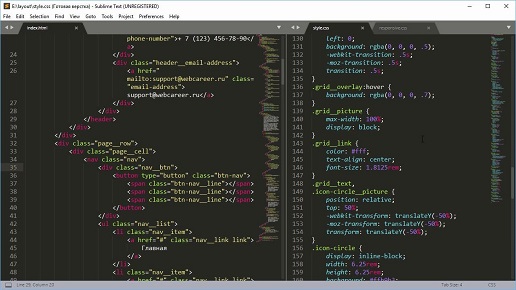 E:\layout\style.css (Готовая верстка) - Sublime Text (UNREGISTERED)
File Edit Selection Find View Goto Tools Project Preferences Help
index.html
phone-number">+ 7 (123) 456-78-90</
a>
24 </div>
25 <div class="header__email-address">
26 <a href="
mailto:support@webcareer.ru" class=
"email-address">
support@webcareer.ru</a>
27 </div>
28 </div>
29 </header>
30 </div>
31 </div>
32 <div class="page__row">
33 <div class="page__cell">
34 <nav class="nav">
35 <div class="nav__btn">
36 <button type="button" class="btn-nav">
37 <span class="btn-nav__line"></span>
38 <span class="btn-nav__line"></span>
39 <span class="btn-nav__line"></span>
40 </button>
41 </div>
42 <ul class="nav__list">
43 <li class="nav__item">
44 <a href="#" class="nav__link link">
45 Главная
46 </a>
47 </li>
48 <li class="nav__item">
49 <a href="#" class="nav__link link">
style.css
responsive.css
130 left: 0;
131 background: rgba(0, 0, 0, .5);
132 -webkit-transition: .5s;
133 -moz-transition: .5s;
134 transition: .5s;
135 }
136 .grid__overlay:hover {
137 background: rgba(0, 0, 0, .7);
138 }
139 .grid__picture {
140 max-width: 100%;
141 display: block;
142 }
143 .grid__link {
144 color: #fff;
145 text-align: center;
146 font-size: 1.8125rem;
147 }
148 .grid__text,
149 .icon-circle__picture {
150 position: relative;
151 top: 50%;
152 -webkit-transform: translateY(-50%);
153 -moz-transform: translateY(-50%);
154 transform: translateY(-50%);
155 }
156 .icon-circle {
157 display: inline-block;
158 width: 6.25rem;
159 height: 6.25rem;
Line 29, Column 20
Tab Size: 4
CSS